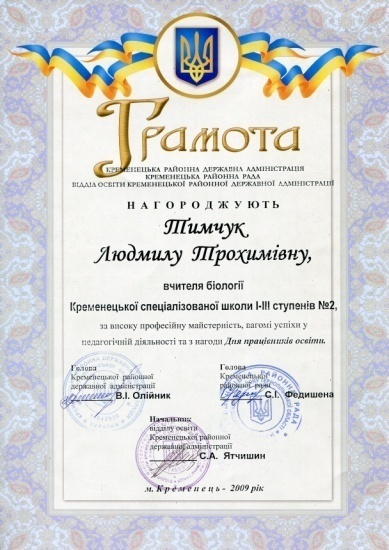 Грамота
КРЕМЕНЕЦЬКА РАЙОННА ДЕРЖАВНА АДМІНІСТРАЦІЯ
КРЕМЕНЕЦЬКА РАЙОННА РАДА
ВІДДІЛ ОСВІТИ КРЕМЕНЕЦЬКОЇ РАЙОННОЇ ДЕРЖАВНОЇ АДМІНІСТРАЦІЇ
НАГОРОДЖУЮТЬ
Тимчук
Людмилу Трохимівну,
вчителя біології
Кременецької спеціалізованої школи І-ІІІ ступенів №2,
за високу професійну майстерність, вагомі успіхи у
педагогічній діяльності та з нагоди Дня працівників освіти.
Голова
Кременецької районної
державної адміністрації
В.І. Олійник
Голова
Кременецької
районної ради
С.І. Федишена
Начальник
відділу освіти
Кременецької районної
державної адміністрації
С.А. Ятчишин
м. Кременець - 2009 рік